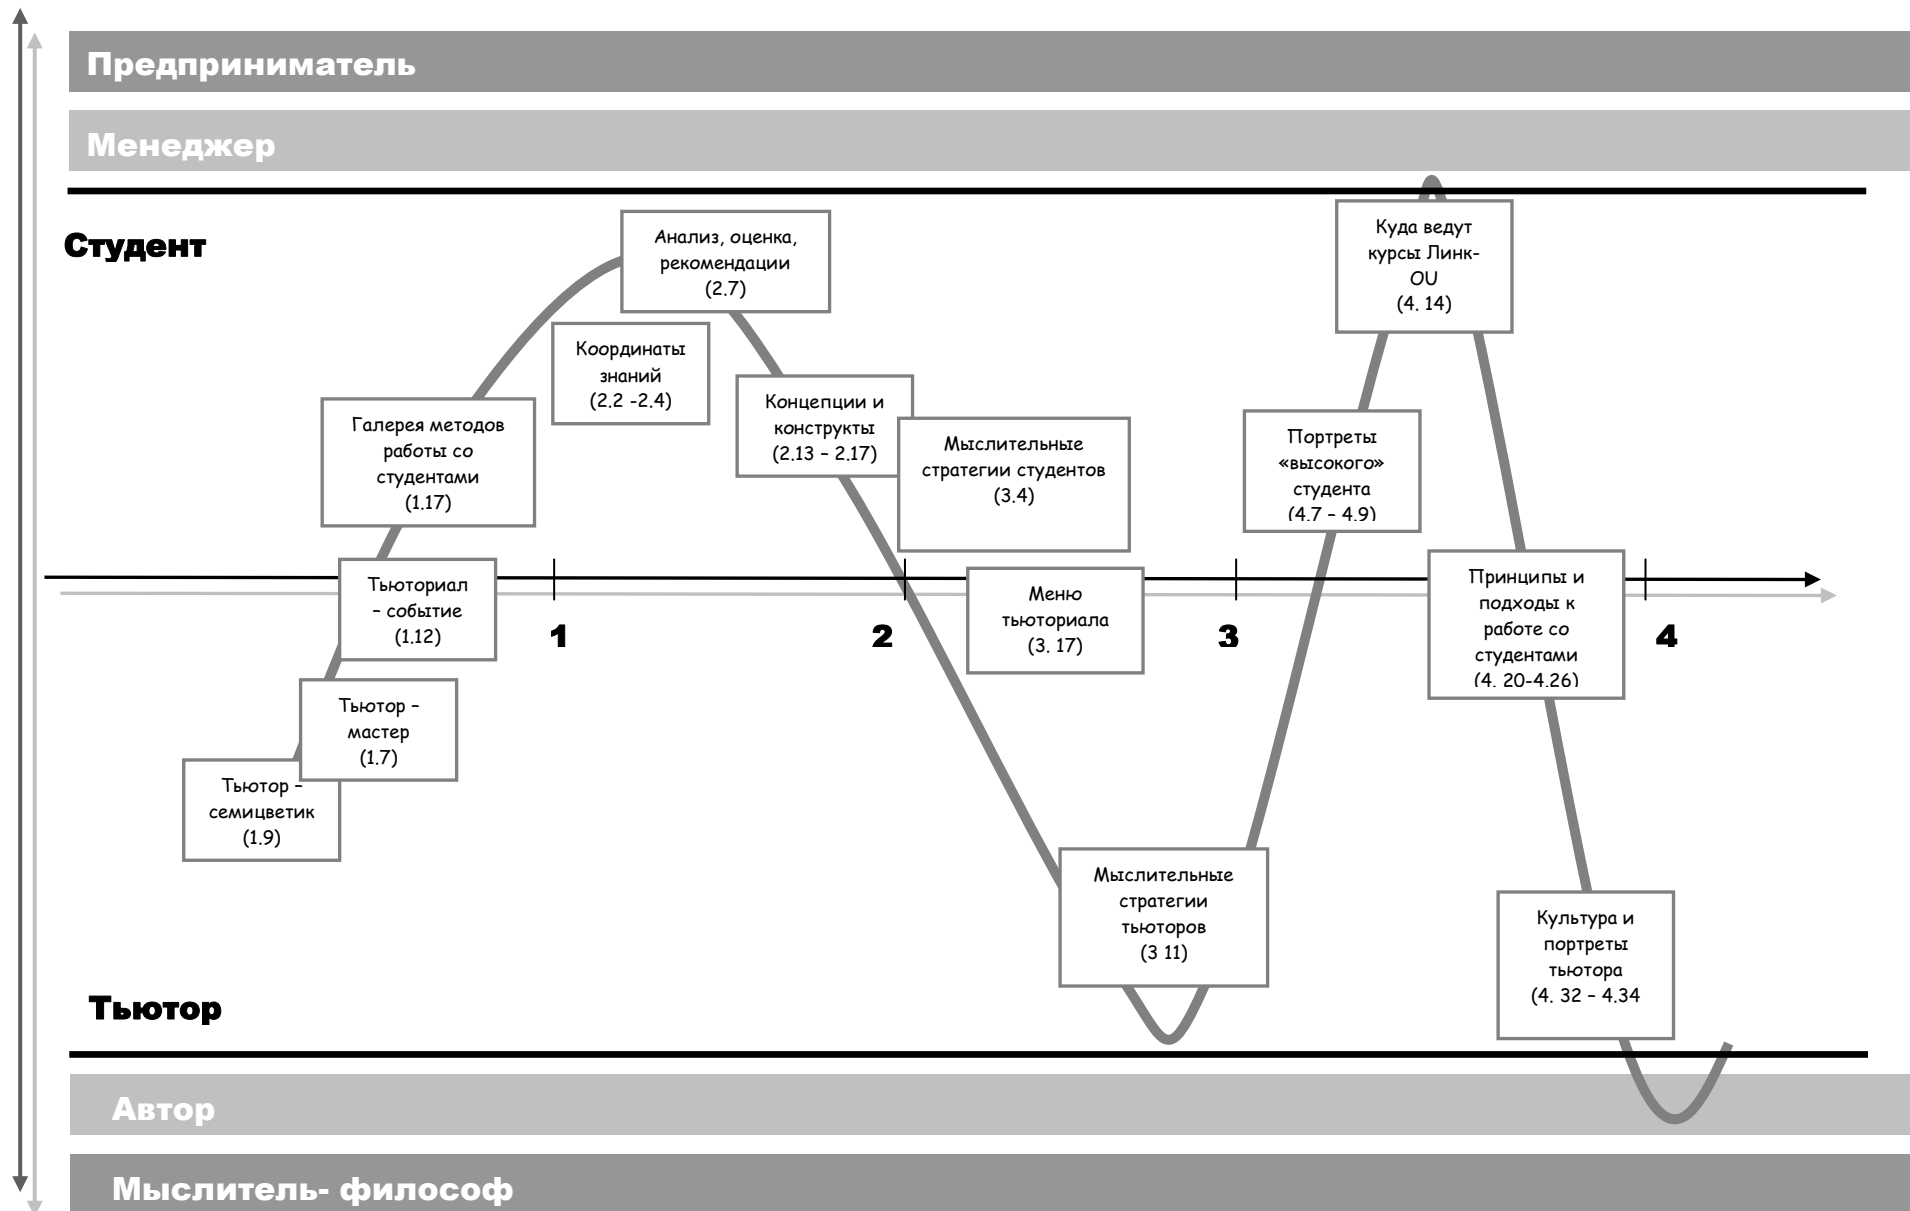 Предприниматель
Менеджер
Студент
Анализ, оценка,
рекомендации
(2.7)
Куда ведут
курсы Линк-
OU
(4. 14)
Координаты
знаний
(2.2 -2.4)
Галерея методов
работы со
студентами
(1.17)
Концепции и
конструкты
(2.13 – 2.17)
Мыслительные
стратегии студентов
(3.4)
Портреты
«высокого»
студента
(4.7 – 4.9)
Тьюториал
– событие
(1.12)
Меню
тьюториала
(3. 17)
Принципы и
подходы к
работе со
студентами
(4. 20-4.26)
1
2
3
4
Тьютор –
мастер
(1.7)
Тьютор –
семицветик
(1.9)
Мыслительные
стратегии
тьюторов
(3 11)
Культура и
портреты
тьютора
(4. 32 – 4.34
Тьютор
Автор
Мыслитель- философ